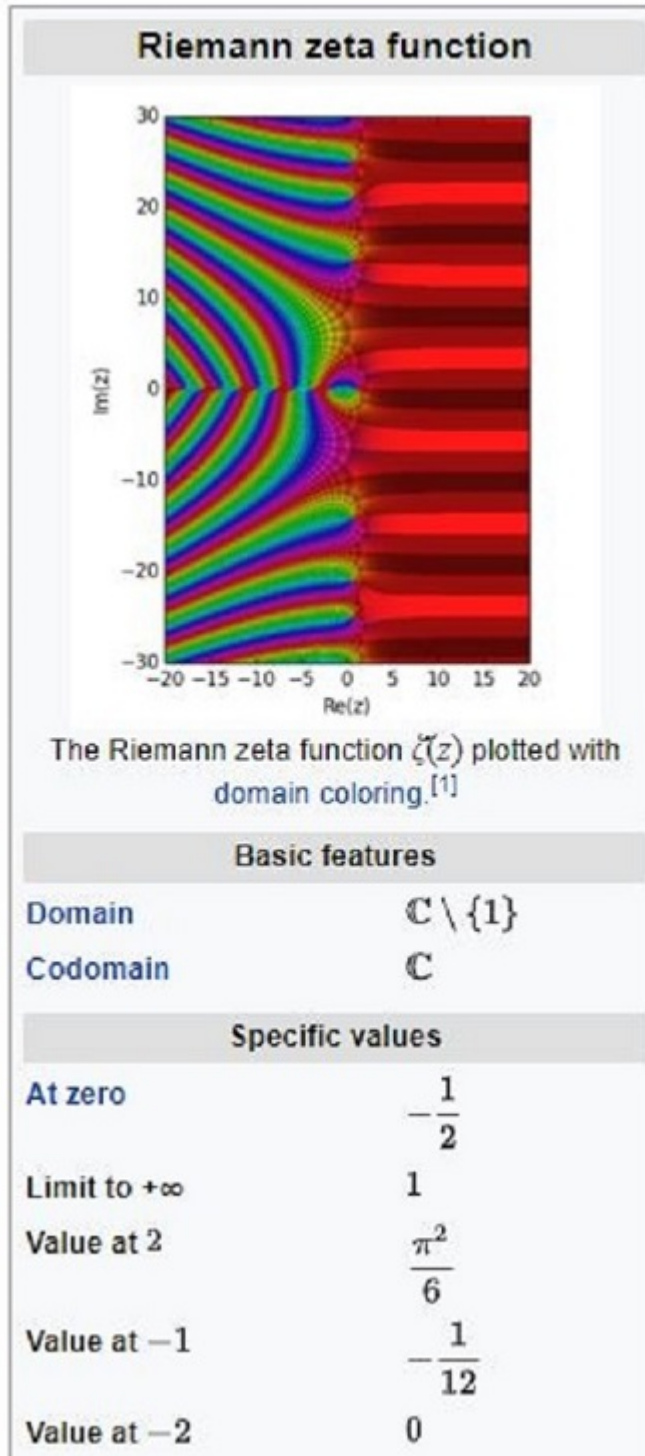 Riemann zeta function
30
20
10
0
−10
−20
−30
Im(z)
−20 −15 −10 −5 0 5 10 15 20
Re(z)
The Riemann zeta function ζ(z) plotted with
domain coloring.[1]
Basic features
Domain ℂ \ {1}
Codomain ℂ
Specific values
At zero −1/2
Limit to +∞ 1
Value at 2 π²/6
Value at −1 −1/12
Value at −2 0